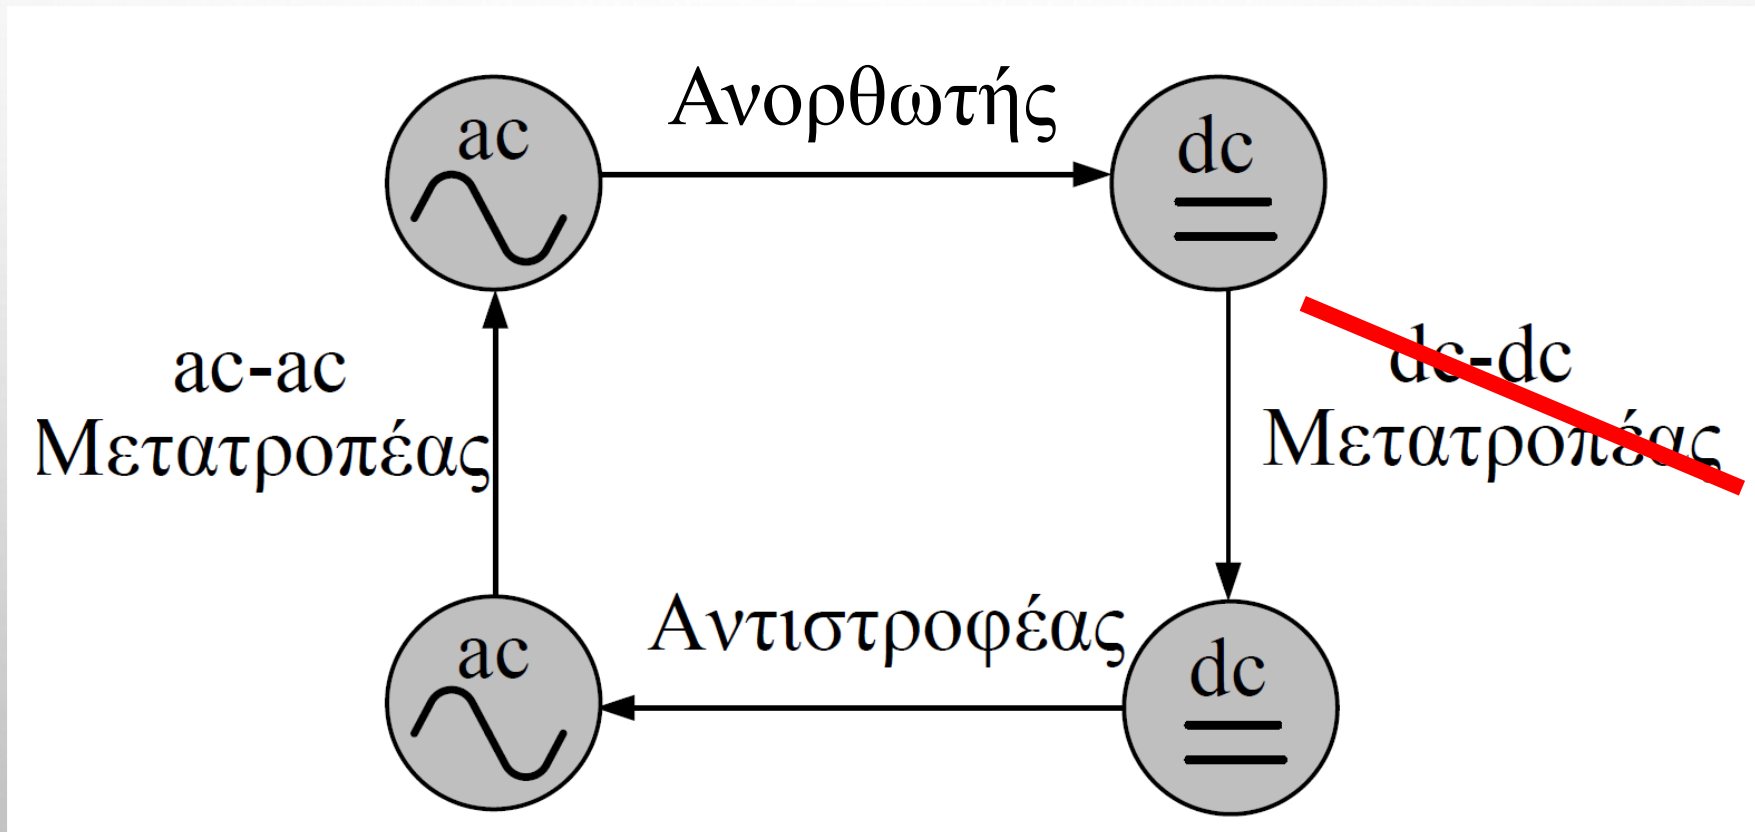 ac
Ανορθωτής
dc
ac-ac
Μετατροπέας
dc-dc
Μετατροπέας
ac
Αντιστροφέας
dc